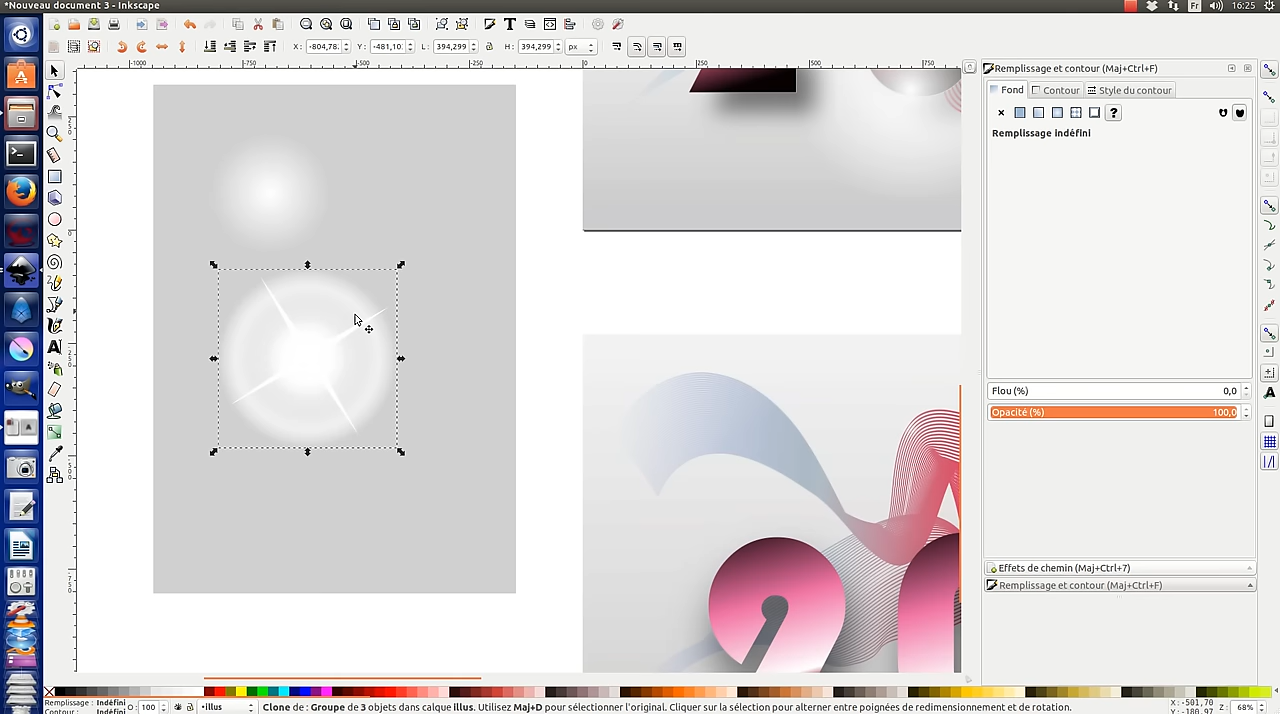 *Nouveau document 3 - Inkscape
Fr
16:25
X : -804,78
Y : -481,10
L : 394,299
H : 394,299
px
Remplissage et contour (Maj+Ctrl+F)
Fond
Contour
Style du contour
?
Remplissage indéfini
Flou (%) 0,0
Opacité (%) 100,0
Effets de chemin (Maj+Ctrl+7)
Remplissage et contour (Maj+Ctrl+F)
Remplissage : Indéfini
Contour : Indéfini
O : 100
illus
Clone de : Groupe de 3 objets dans calque illus. Utilisez Maj+D pour sélectionner l'original. Cliquer sur la sélection pour alterner entre poignées de redimensionnement et de rotation.
X : -501,70
Y : -180,97
Z : 68%